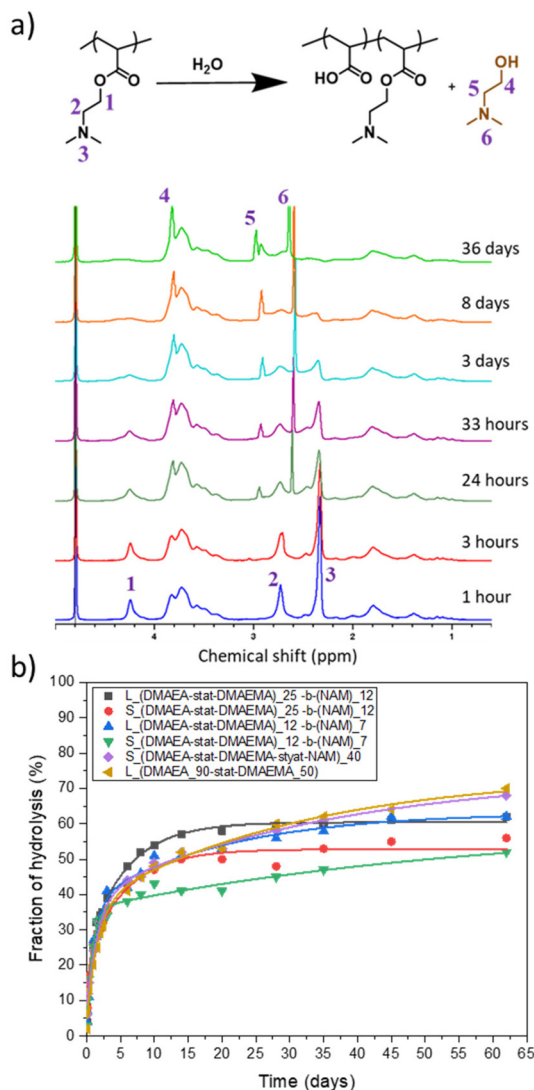 a)
H₂O
O
O
1
2
N
3
HO
O
O
O
N
+
OH
5
4
N
6
4
5
6
36 days
8 days
3 days
33 hours
24 hours
3 hours
1 hour
1
2
3
4
3
2
1
Chemical shift (ppm)
b)
100
90
80
70
60
50
40
30
20
10
0
Fraction of hydrolysis (%)
L_(DMAEA-stat-DMAEMA)_25 -b-(NAM)_12
S_(DMAEA-stat-DMAEMA)_25 -b-(NAM)_12
L_(DMAEA-stat-DMAEMA)_12 -b-(NAM)_7
S_(DMAEA-stat-DMAEMA)_12 -b-(NAM)_7
S_(DMAEA-stat-DMAEMA-styat-NAM)_40
L_(DMAEA_90-stat-DMAEMA_50)
0 5 10 15 20 25 30 35 40 45 50 55 60 65
Time (days)